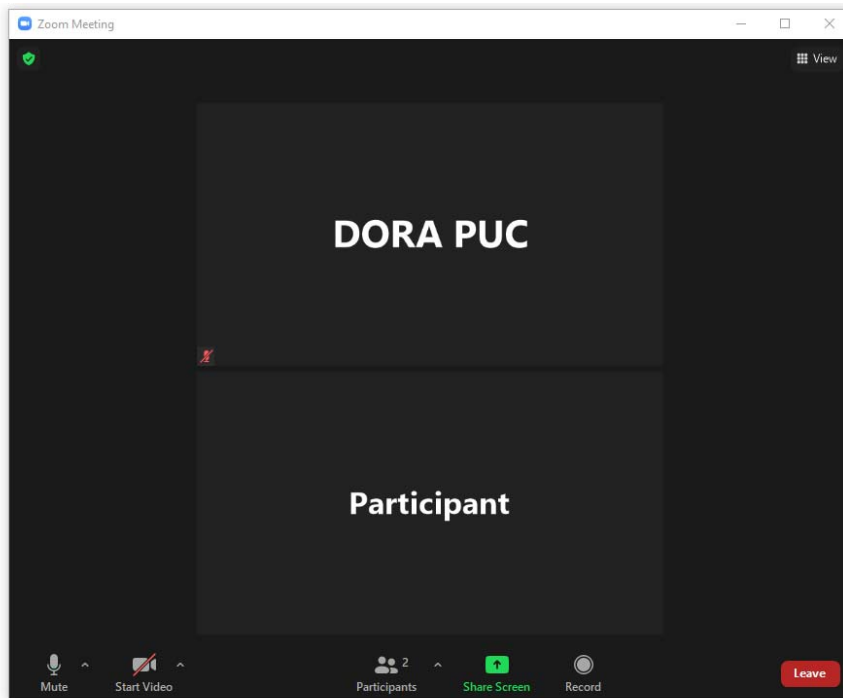 Zoom Meeting
View
DORA PUC
Participant
Mute
Start Video
Participants
2
Share Screen
Record
Leave